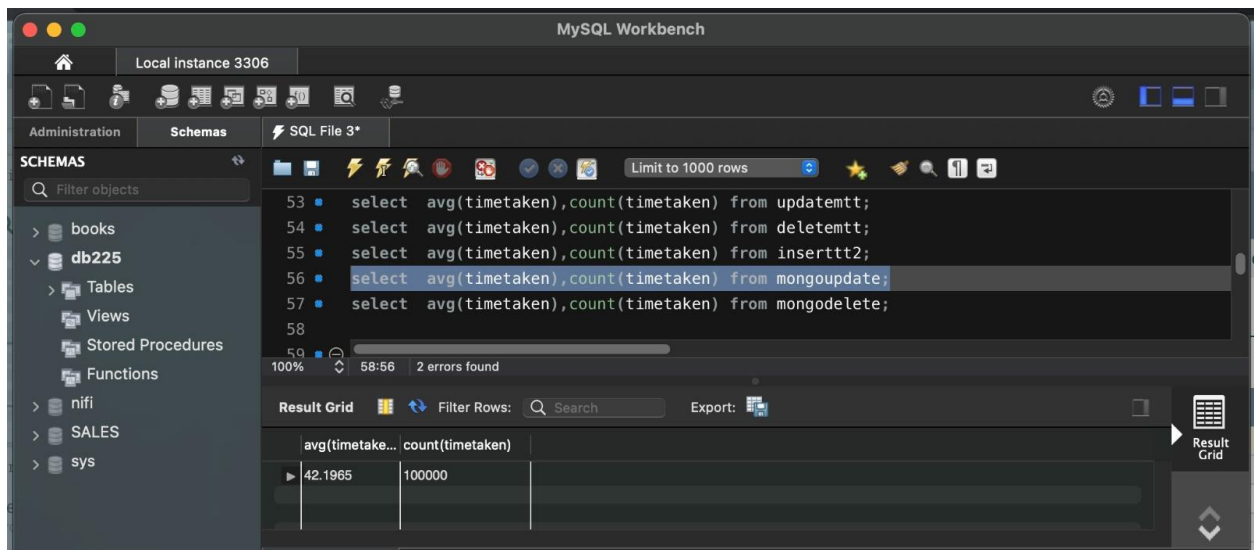 MySQL Workbench
Local instance 3306
Administration
Schemas
SQL File 3*
SCHEMAS
Filter objects
books
db225
Tables
Views
Stored Procedures
Functions
nifi
SALES
sys
Limit to 1000 rows
53 select avg(timetaken),count(timetaken) from updatemtt;
54 select avg(timetaken),count(timetaken) from deletemtt;
55 select avg(timetaken),count(timetaken) from inserttt2;
56 select avg(timetaken),count(timetaken) from mongoupdate;
57 select avg(timetaken),count(timetaken) from mongodelete;
58
59
100% 58:56 2 errors found
Result Grid Filter Rows: Search Export:
avg(timetake... count(timetaken)
42.1965 100000
Result
Grid